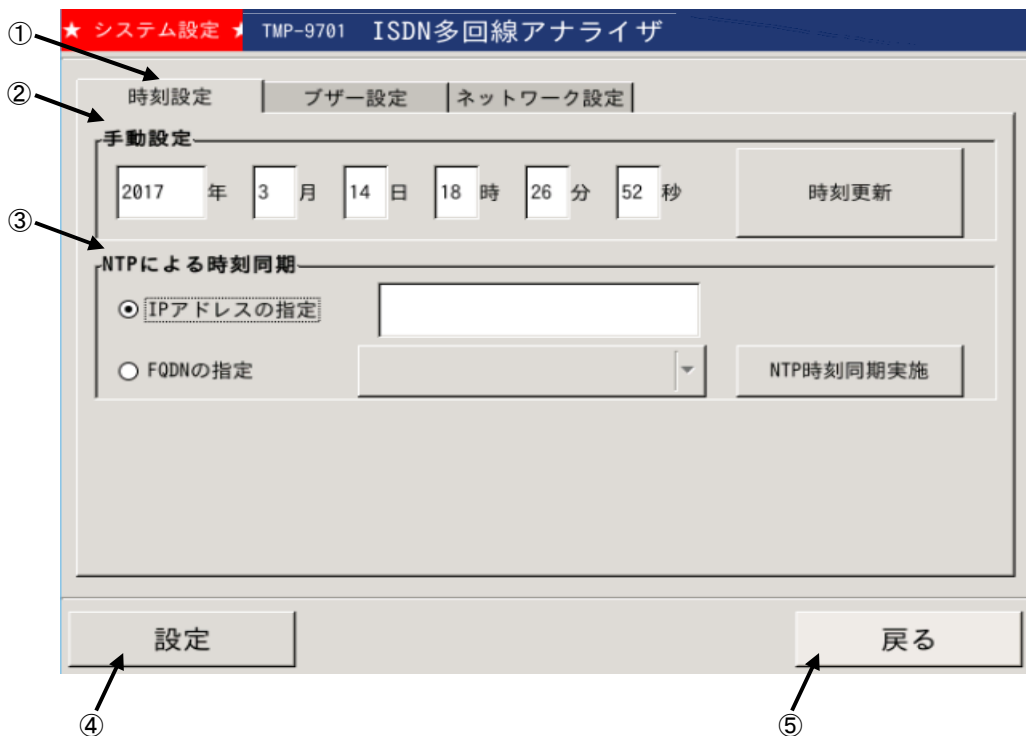 ①
★ システム設定 ★ TMP-9701 ISDN多回線アナライザ
②
時刻設定 ブザー設定 ネットワーク設定
手動設定
2017 年 3 月 14 日 18 時 26 分 52 秒 時刻更新
③
NTPによる時刻同期
IPアドレスの指定
FQDNの指定 NTP時刻同期実施
設定 戻る
④ ⑤